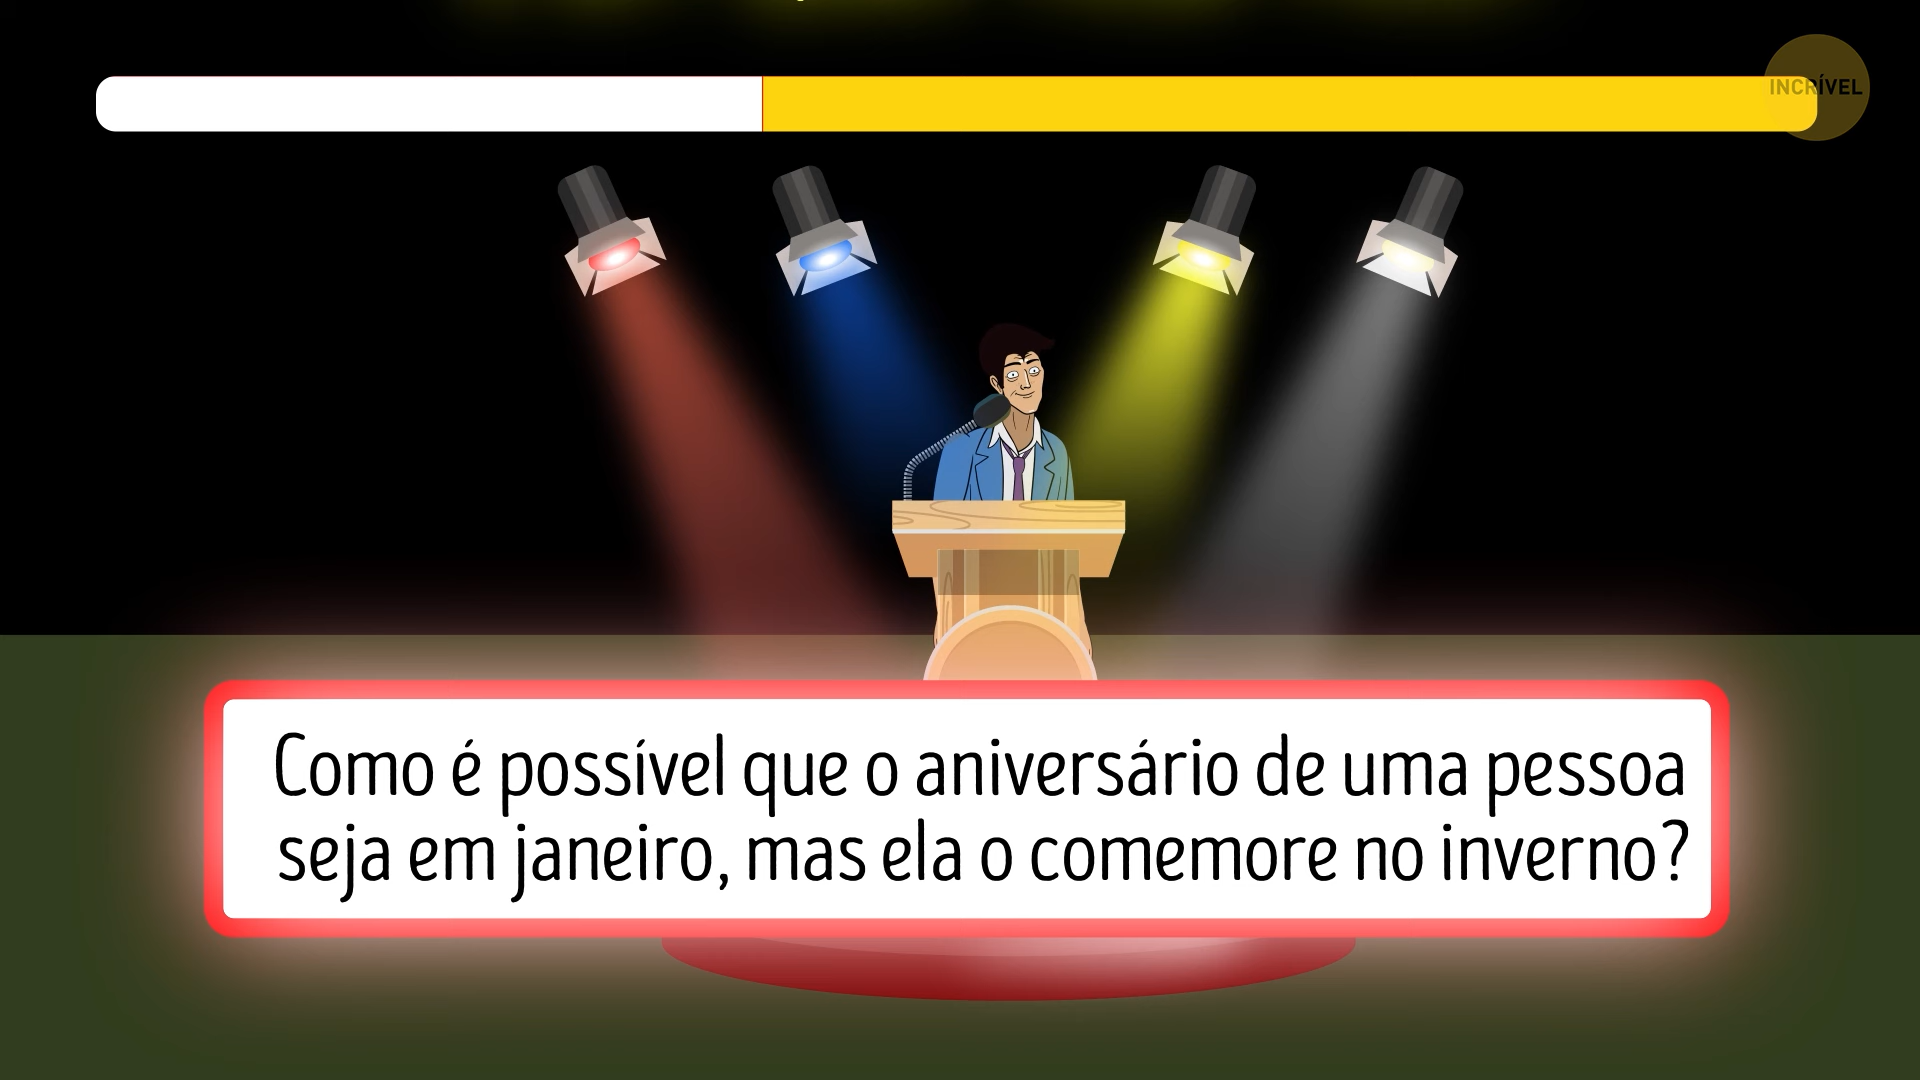 INCRÍVEL
Como é possível que o aniversário de uma pessoa
seja em janeiro, mas ela o comemore no inverno?